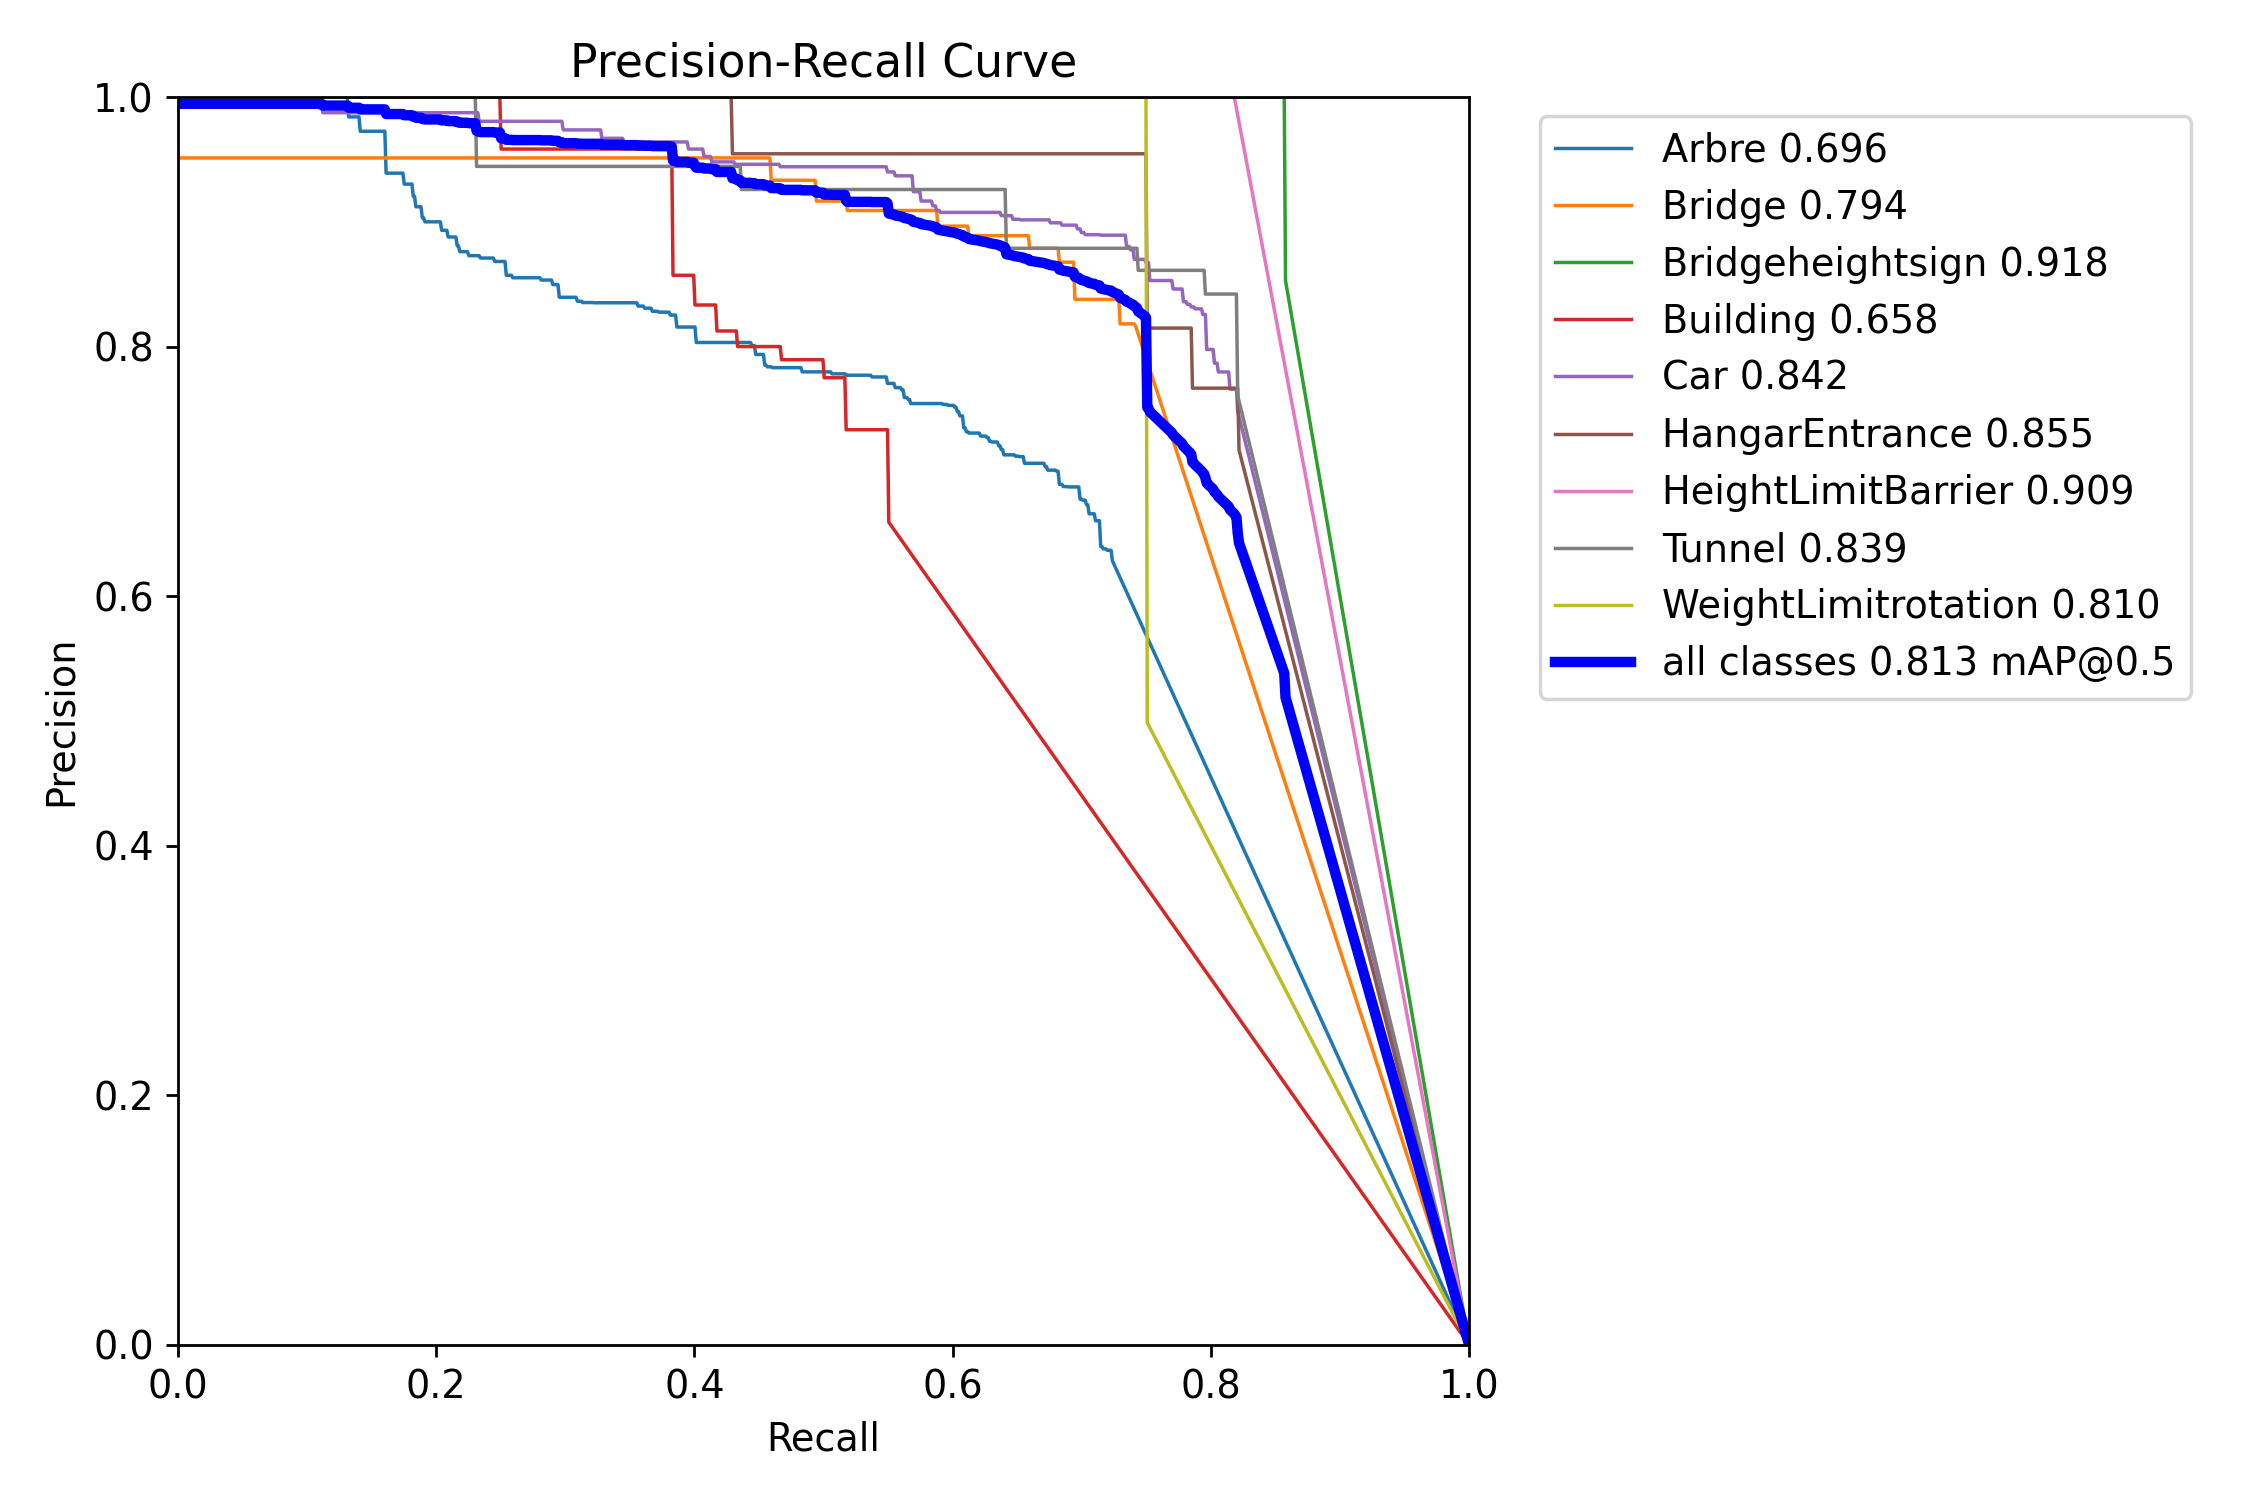 Precision-Recall Curve
1.0
0.8
0.6
0.4
0.2
0.0
Precision
0.0 0.2 0.4 0.6 0.8 1.0
Recall
Arbre 0.696
Bridge 0.794
Bridgeheightsign 0.918
Building 0.658
Car 0.842
HangarEntrance 0.855
HeightLimitBarrier 0.909
Tunnel 0.839
WeightLimitrotation 0.810
all classes 0.813 mAP@0.5